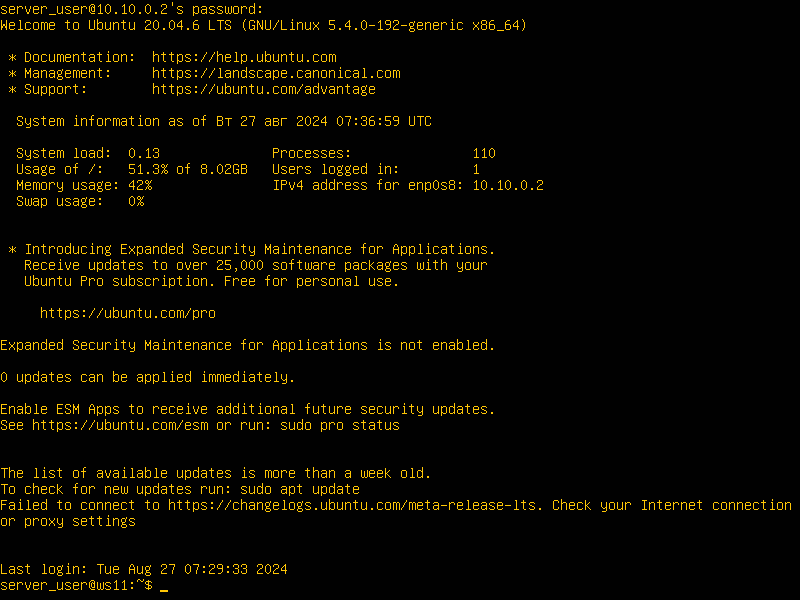 server_user@10.10.0.2's password:
Welcome to Ubuntu 20.04.6 LTS (GNU/Linux 5.4.0-192-generic x86_64)
* Documentation:  https://help.ubuntu.com
* Management:     https://landscape.canonical.com
* Support:        https://ubuntu.com/advantage
System information as of Вт 27 авг 2024 07:36:59 UTC
System load:  0.13              Processes:               110
Usage of /:   51.3% of 8.02GB   Users logged in:         1
Memory usage: 42%               IPv4 address for enp0s8: 10.10.0.2
Swap usage:   0%
* Introducing Expanded Security Maintenance for Applications.
Receive updates to over 25,000 software packages with your
Ubuntu Pro subscription. Free for personal use.
https://ubuntu.com/pro
Expanded Security Maintenance for Applications is not enabled.
0 updates can be applied immediately.
Enable ESM Apps to receive additional future security updates.
See https://ubuntu.com/esm or run: sudo pro status
The list of available updates is more than a week old.
To check for new updates run: sudo apt update
Failed to connect to https://changelogs.ubuntu.com/meta-release-lts. Check your Internet connection
or proxy settings
Last login: Tue Aug 27 07:29:33 2024
server_user@ws11:~$ _